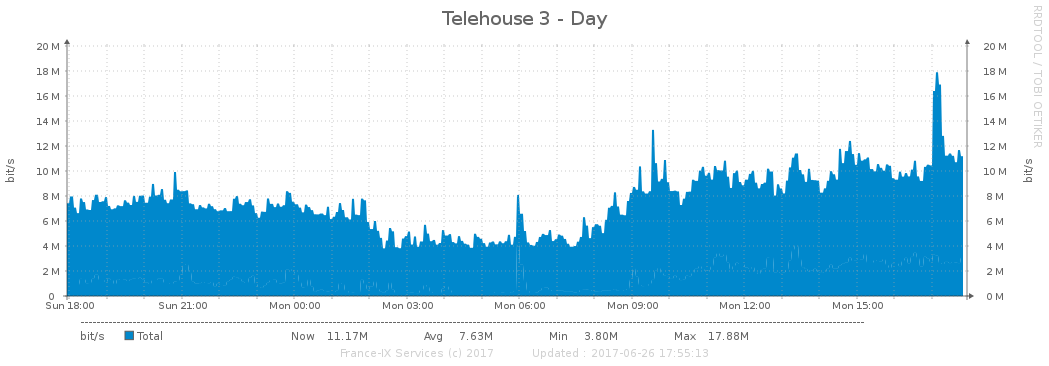 Telehouse 3 - Day
RRDTOOL / TOBI OETIKER
bit/s
20 M 20 M
18 M 18 M
16 M 16 M
14 M 14 M
12 M 12 M
10 M 10 M
8 M 8 M
6 M 6 M
4 M 4 M
2 M 2 M
0 0 M
bit/s
Sun 18:00 Sun 21:00 Mon 00:00 Mon 03:00 Mon 06:00 Mon 09:00 Mon 12:00 Mon 15:00
bit/s Total Now 11.17M Avg 7.63M Min 3.80M Max 17.88M
France-IX Services (c) 2017 Updated : 2017-06-26 17:55:13